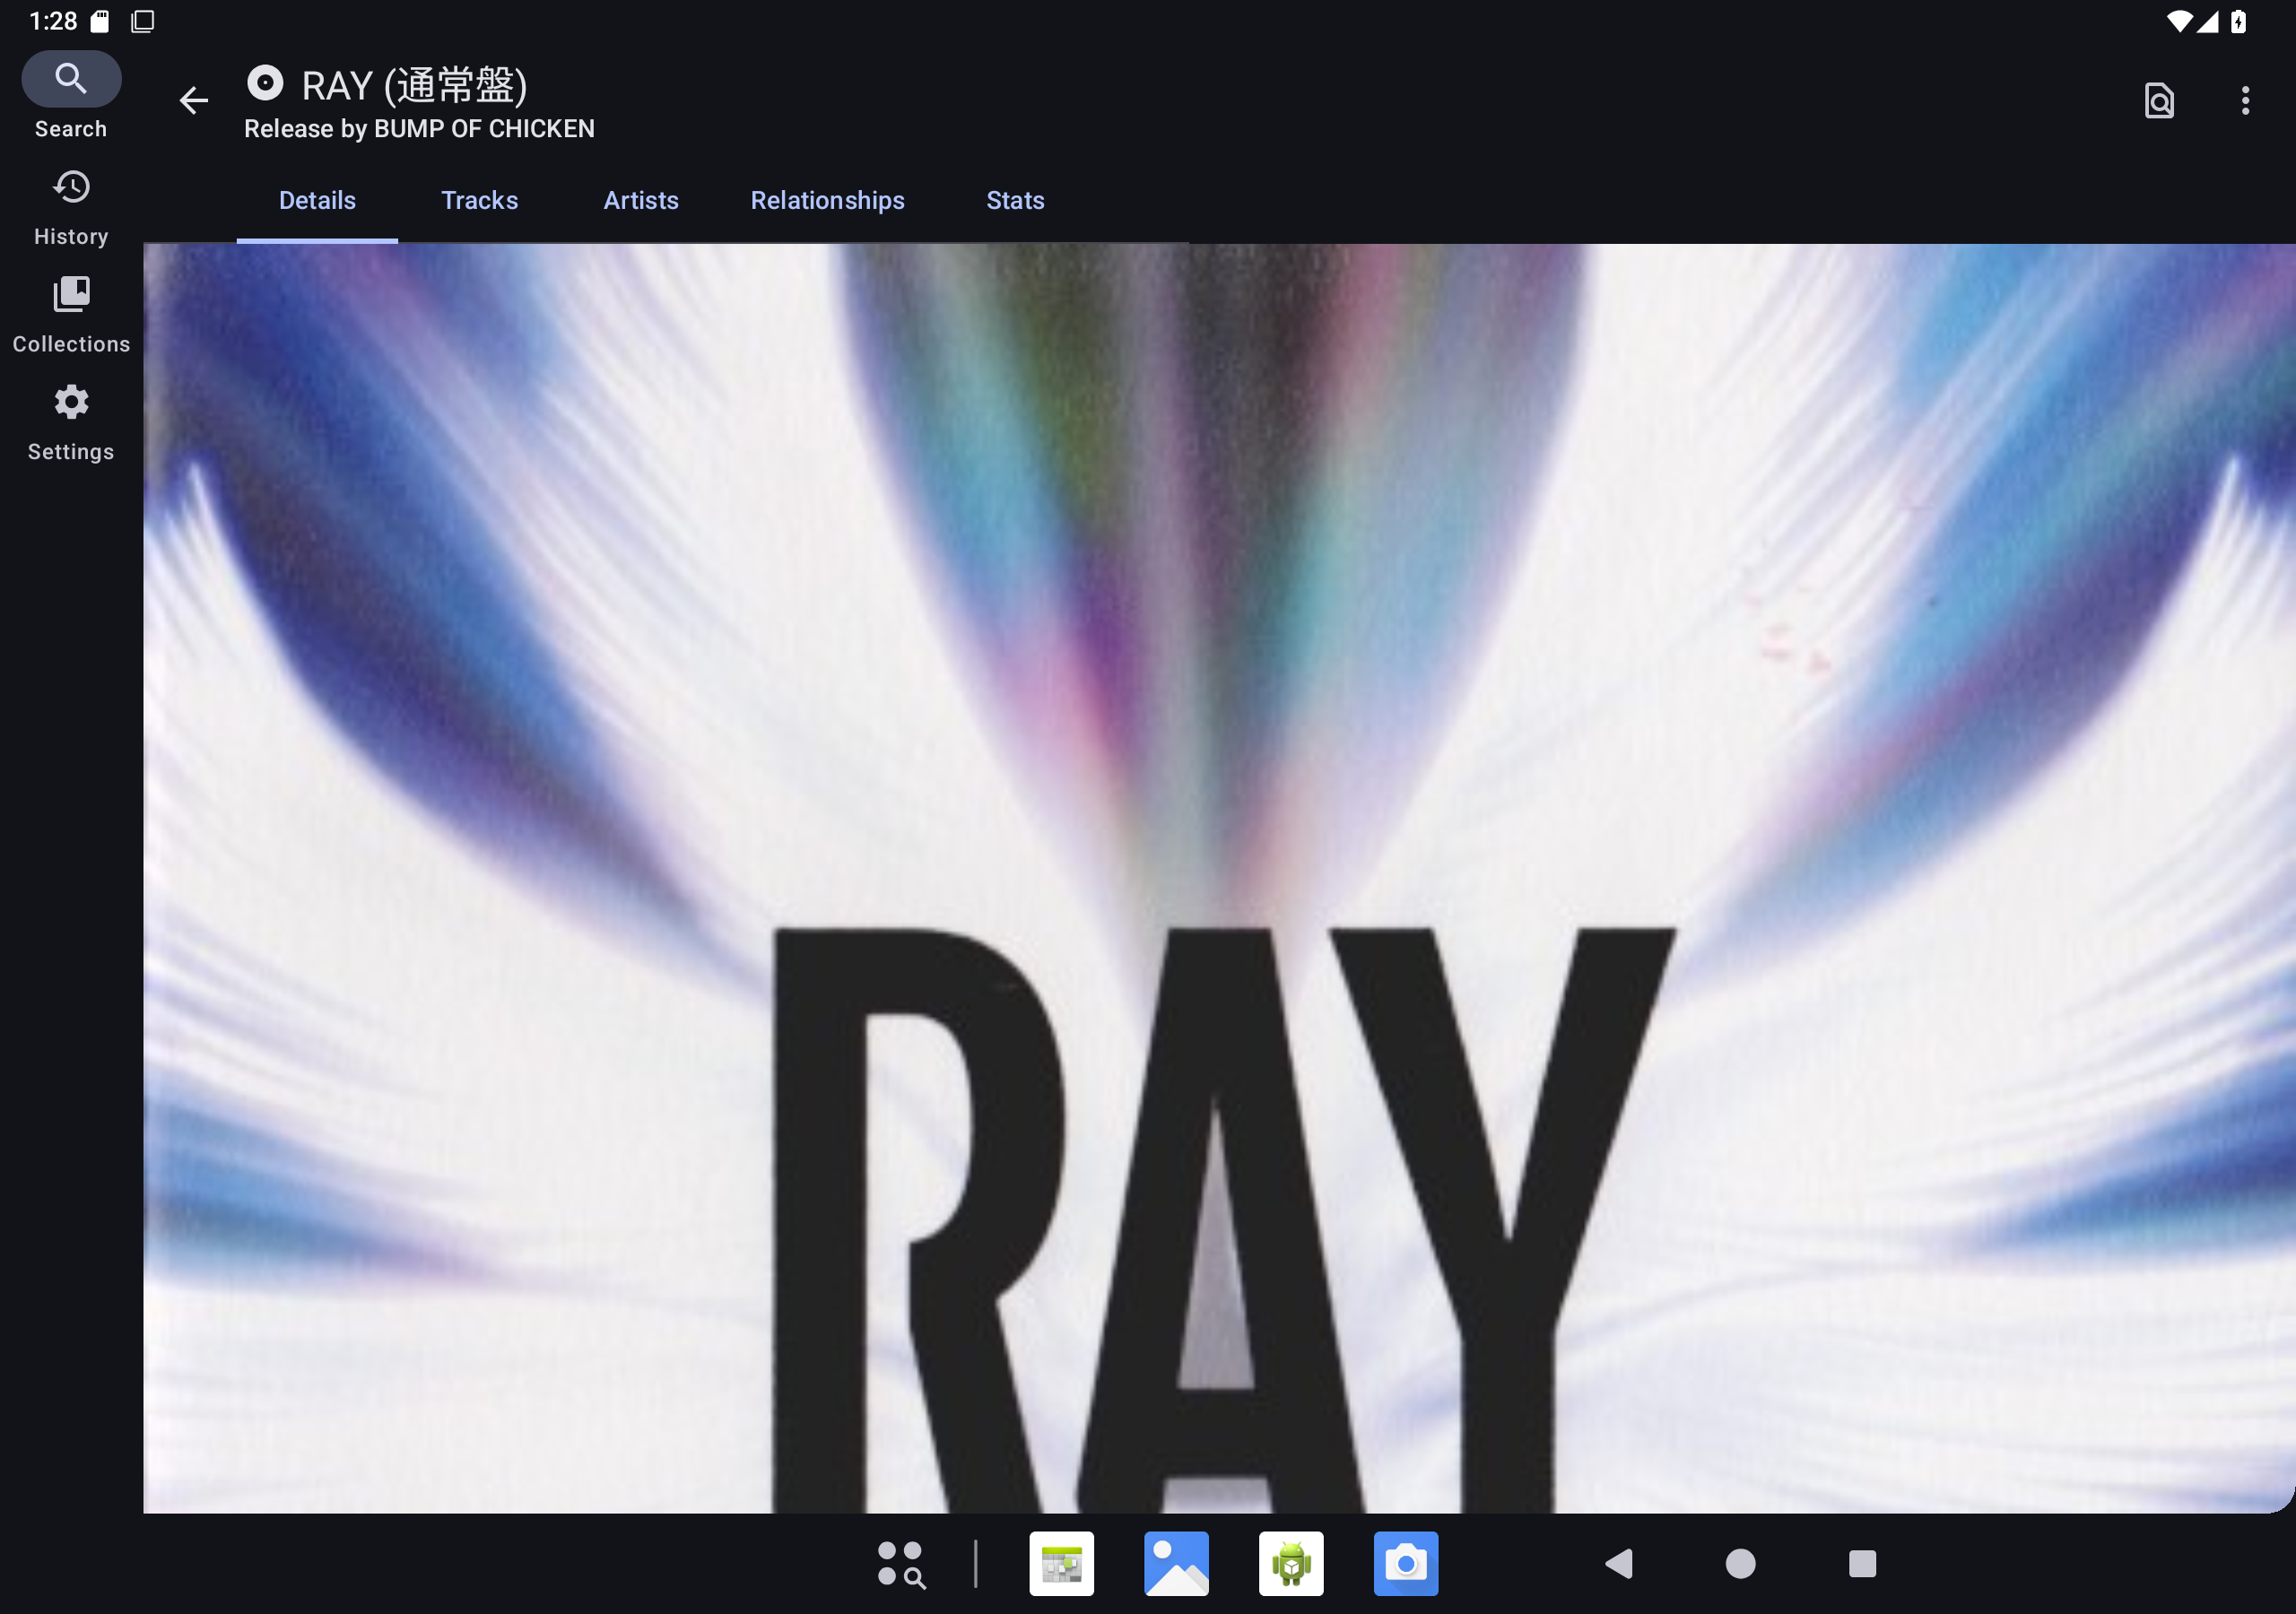 1:28
Search
History
Collections
Settings
RAY (通常盤)
Release by BUMP OF CHICKEN
Details
Tracks
Artists
Relationships
Stats
RAY